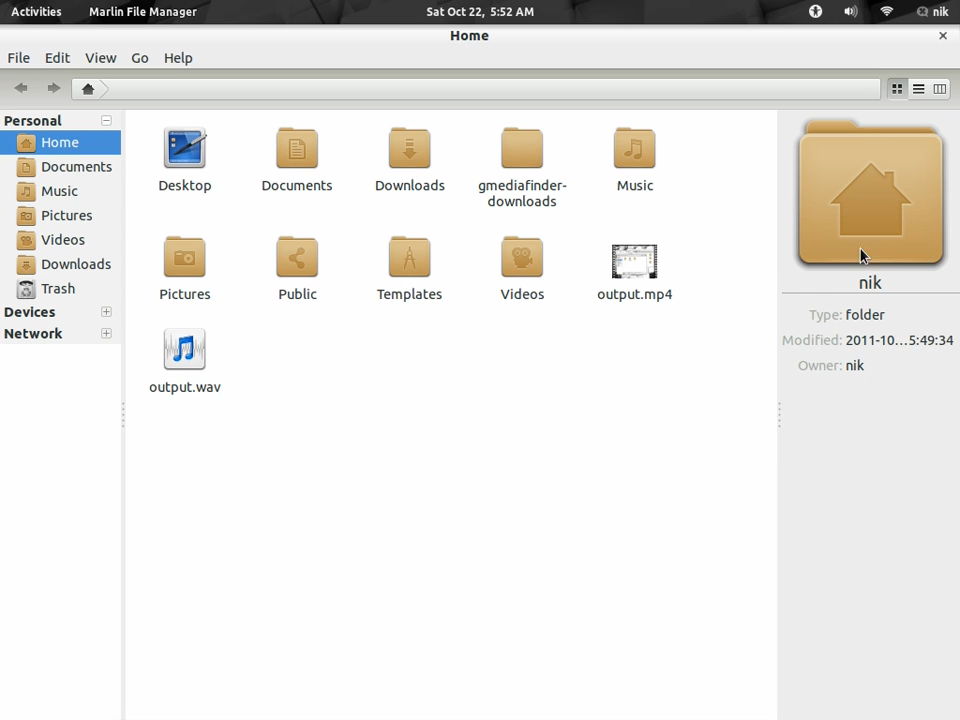 Activities Marlin File Manager Sat Oct 22, 5:52 AM nik
Home
File Edit View Go Help
Personal
Home
Documents
Music
Pictures
Videos
Downloads
Trash
Devices
Network
Desktop Documents Downloads gmediafinder-
downloads Music
Pictures Public Templates Videos output.mp4
output.wav
nik
Type: folder
Modified: 2011-10...5:49:34
Owner: nik